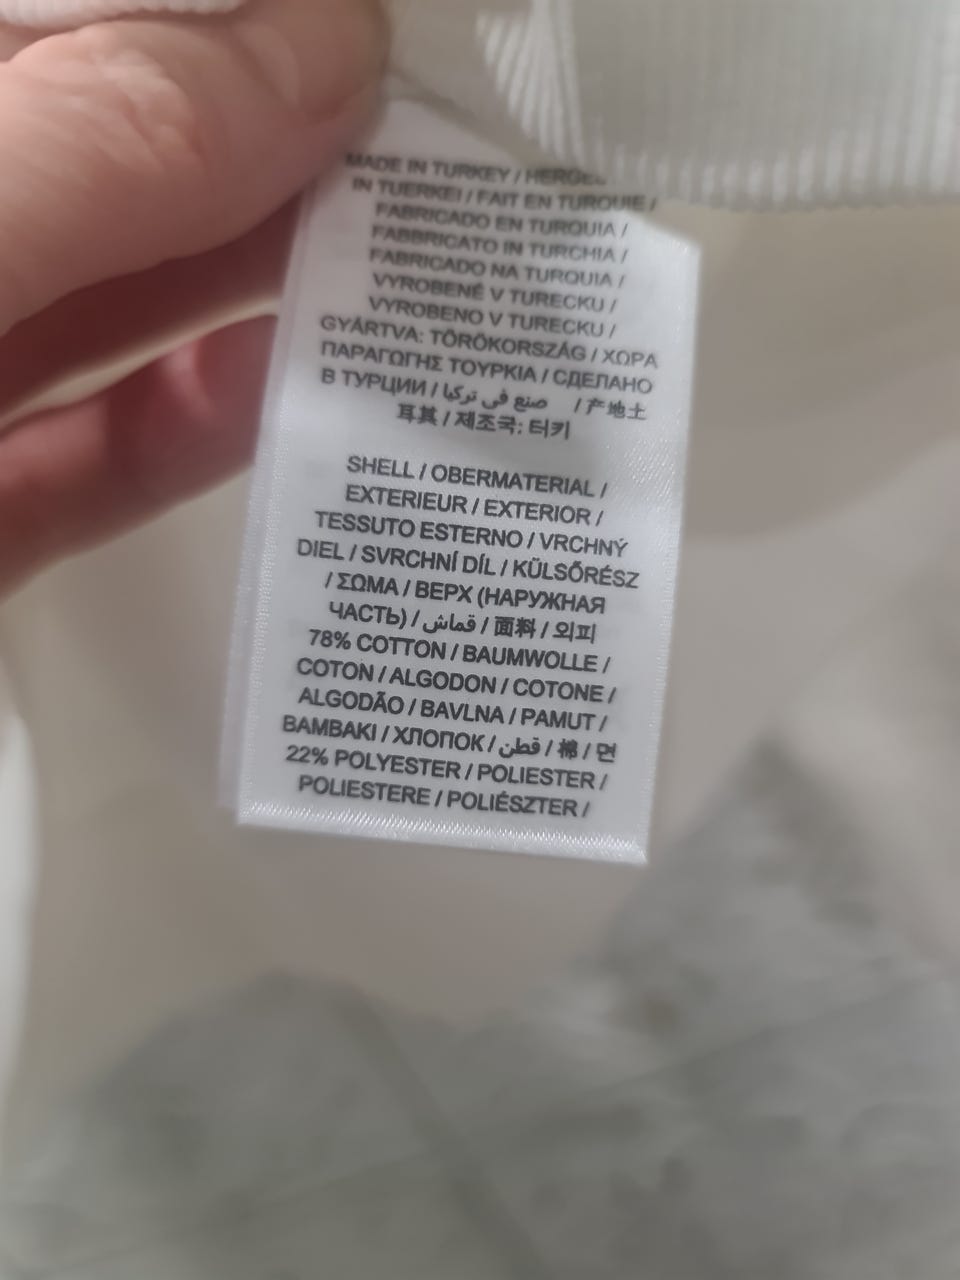 MADE IN TURKEY / HERGES
IN TUERKEI / FAIT EN TURQUIE /
FABRICADO EN TURQUIA /
FABBRICATO IN TURCHIA /
FABRICADO NA TURQUIA /
VYROBENÉ V TURECKU /
VYROBENO V TURECKU /
GYÁRTVA: TÖRÖKORSZÁG / ΧΩΡΑ
ΠΑΡΑΓΩΓΗΣ ΤΟΥΡΚΙΑ / СДЕЛАНО
В ТУРЦИИ / صنع في تركيا / 产地土
耳其 / 제조국: 터키
SHELL / OBERMATERIAL /
EXTERIEUR / EXTERIOR /
TESSUTO ESTERNO / VRCHNÝ
DIEL / SVRCHNÍ DÍL / KÜLSŐRÉSZ
/ ΣΩΜΑ / ВЕРХ (НАРУЖНАЯ
ЧАСТЬ) / قماش / 面料 / 외피
78% COTTON / BAUMWOLLE /
COTON / ALGODON / COTONE /
ALGODÃO / BAVLNA / PAMUT /
ΒΑΜΒΑΚΙ / ХЛОПОК / قطن / 棉 / 면
22% POLYESTER / POLIESTER /
POLIESTERE / POLIÉSZTER /